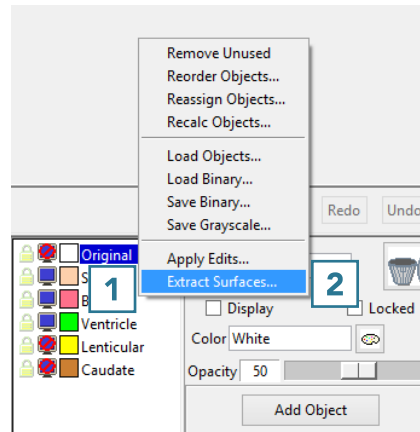 Remove Unused
Reorder Objects...
Reassign Objects...
Recalc Objects...
Load Objects...
Load Binary...
Save Binary...
Save Grayscale...
Redo
Undo
Apply Edits...
Extract Surfaces...
Original
S
1
B
Ventricle
Lenticular
Caudate
2
Display
Locked
Color White
Opacity 50
Add Object